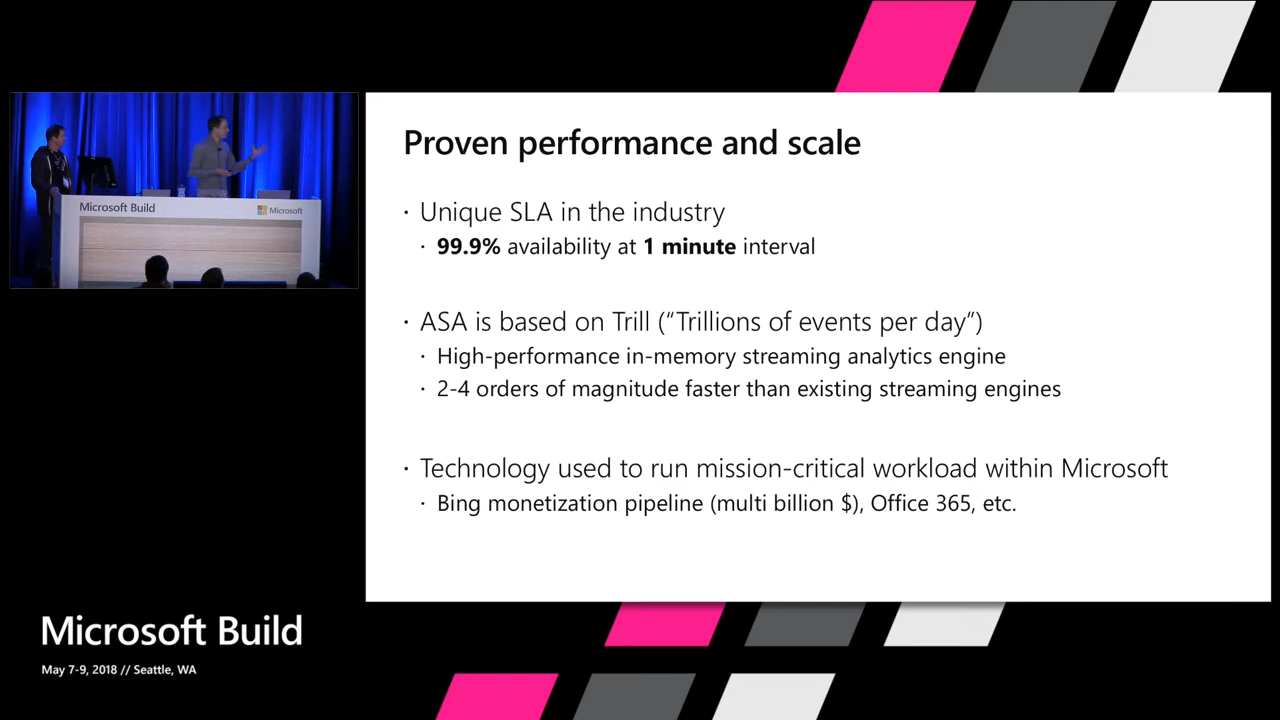 Microsoft Build
Microsoft
Proven performance and scale
· Unique SLA in the industry
· 99.9% availability at 1 minute interval
· ASA is based on Trill (“Trillions of events per day”)
· High-performance in-memory streaming analytics engine
· 2-4 orders of magnitude faster than existing streaming engines
· Technology used to run mission-critical workload within Microsoft
· Bing monetization pipeline (multi billion $), Office 365, etc.
Microsoft Build
May 7-9, 2018 // Seattle, WA